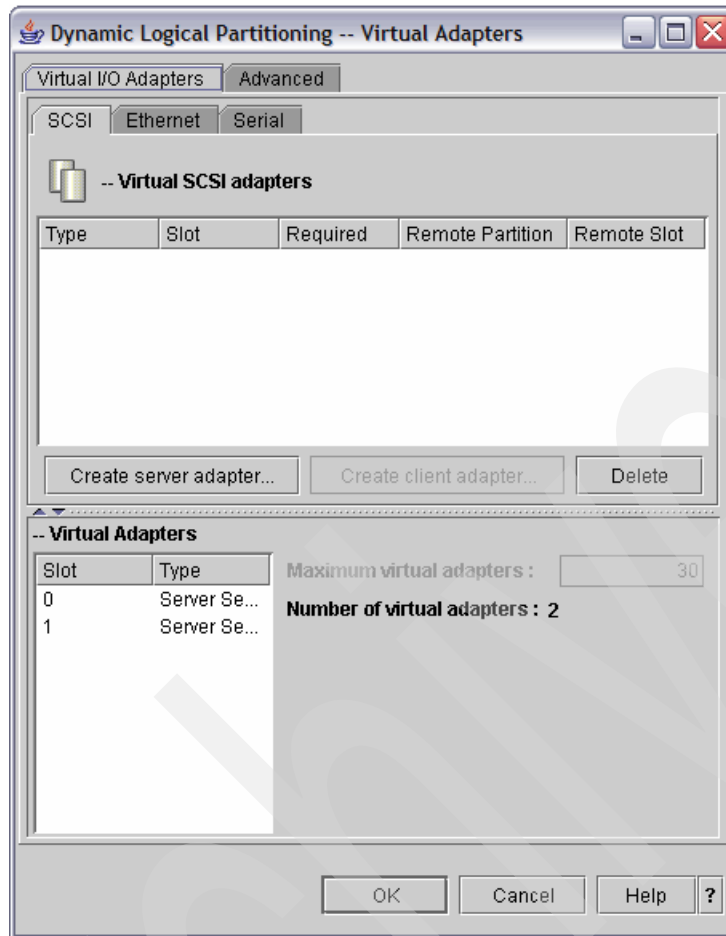 Dynamic Logical Partitioning -- Virtual Adapters
Virtual I/O Adapters Advanced
SCSI Ethernet Serial
-- Virtual SCSI adapters
Type Slot Required Remote Partition Remote Slot
Create server adapter... Create client adapter... Delete
-- Virtual Adapters
Slot Type Maximum virtual adapters : 30
0 Server Se... Number of virtual adapters : 2
1 Server Se...
OK Cancel Help ?